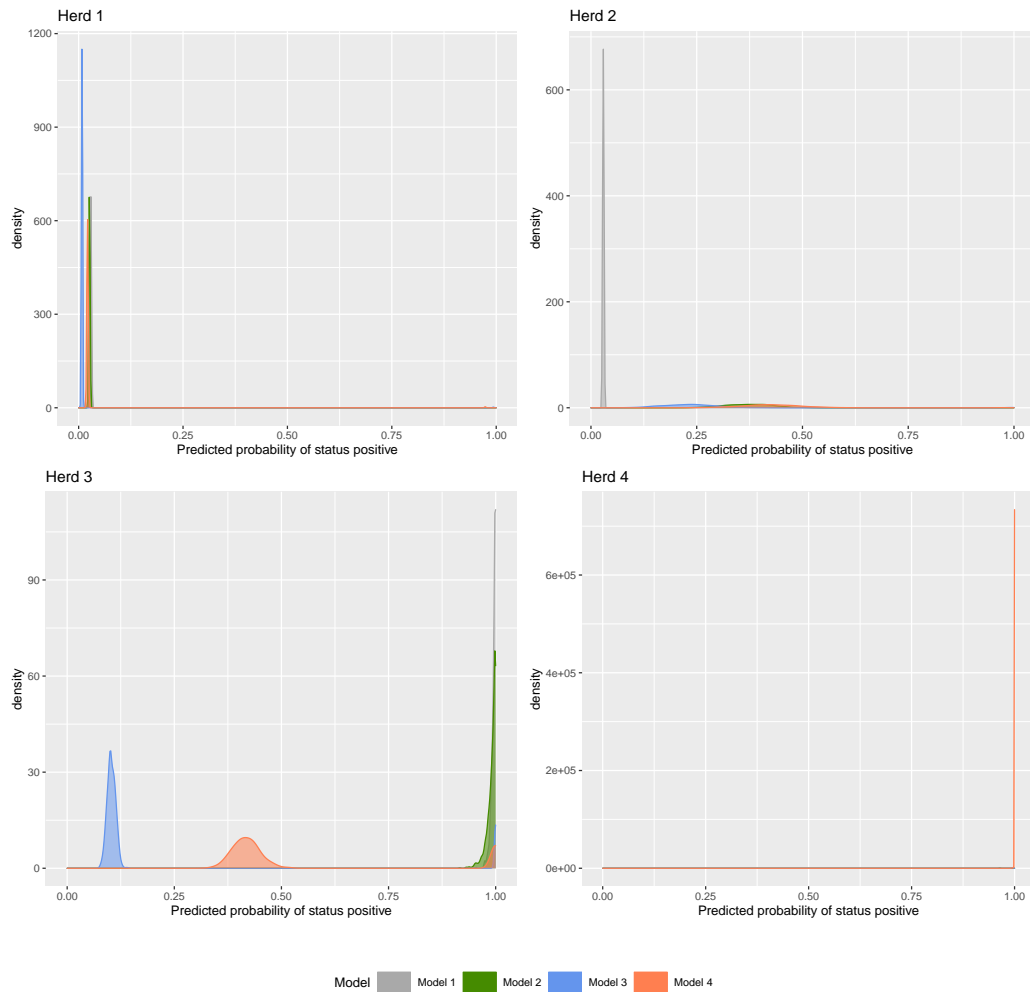 Herd 1
1200
900
600
300
0
density
0.00 0.25 0.50 0.75 1.00
Predicted probability of status positive
Herd 2
600
400
200
0
density
0.00 0.25 0.50 0.75 1.00
Predicted probability of status positive
Herd 3
90
60
30
0
density
0.00 0.25 0.50 0.75 1.00
Predicted probability of status positive
Herd 4
6e+05
4e+05
2e+05
0e+00
density
0.00 0.25 0.50 0.75 1.00
Predicted probability of status positive
Model Model 1 Model 2 Model 3 Model 4